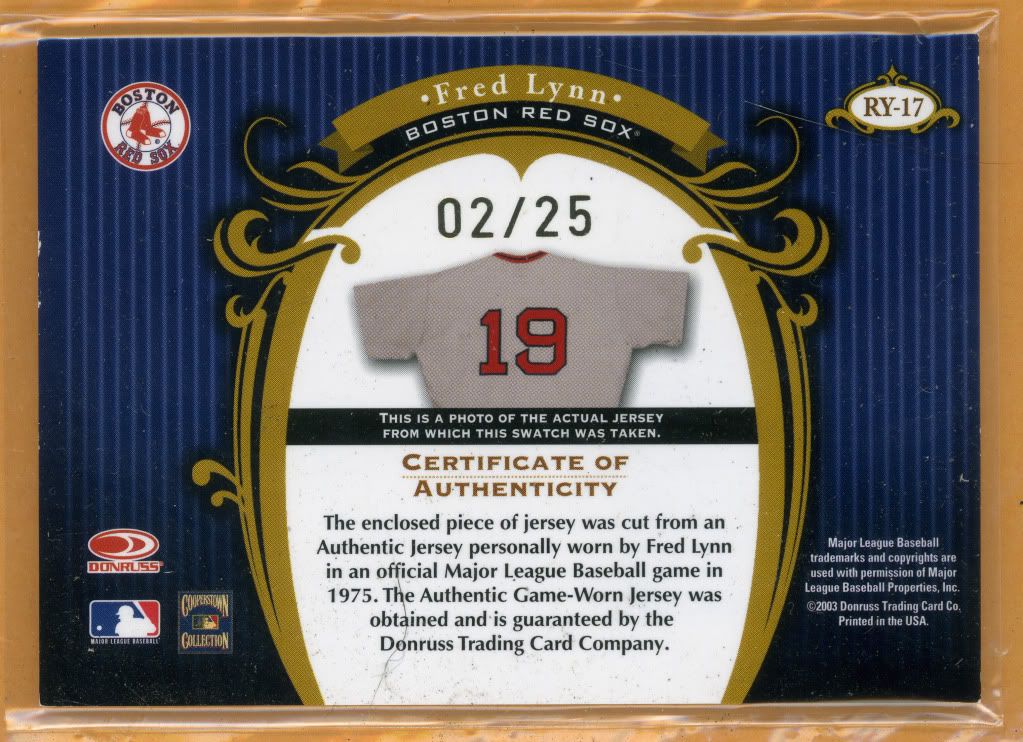 BOSTON
RED SOX
•Fred Lynn•
BOSTON RED SOX®
RY-17
02/25
19
THIS IS A PHOTO OF THE ACTUAL JERSEY
FROM WHICH THIS SWATCH WAS TAKEN.
CERTIFICATE OF
AUTHENTICITY
The enclosed piece of jersey was cut from an
Authentic Jersey personally worn by Fred Lynn
in an official Major League Baseball game in
1975. The Authentic Game-Worn Jersey was
obtained and is guaranteed by the
Donruss Trading Card Company.
DONRUSS
MAJOR LEAGUE BASEBALL
COOPERSTOWN
COLLECTION
Major League Baseball
trademarks and copyrights are
used with permission of Major
League Baseball Properties, Inc.
©2003 Donruss Trading Card Co.
Printed in the USA.